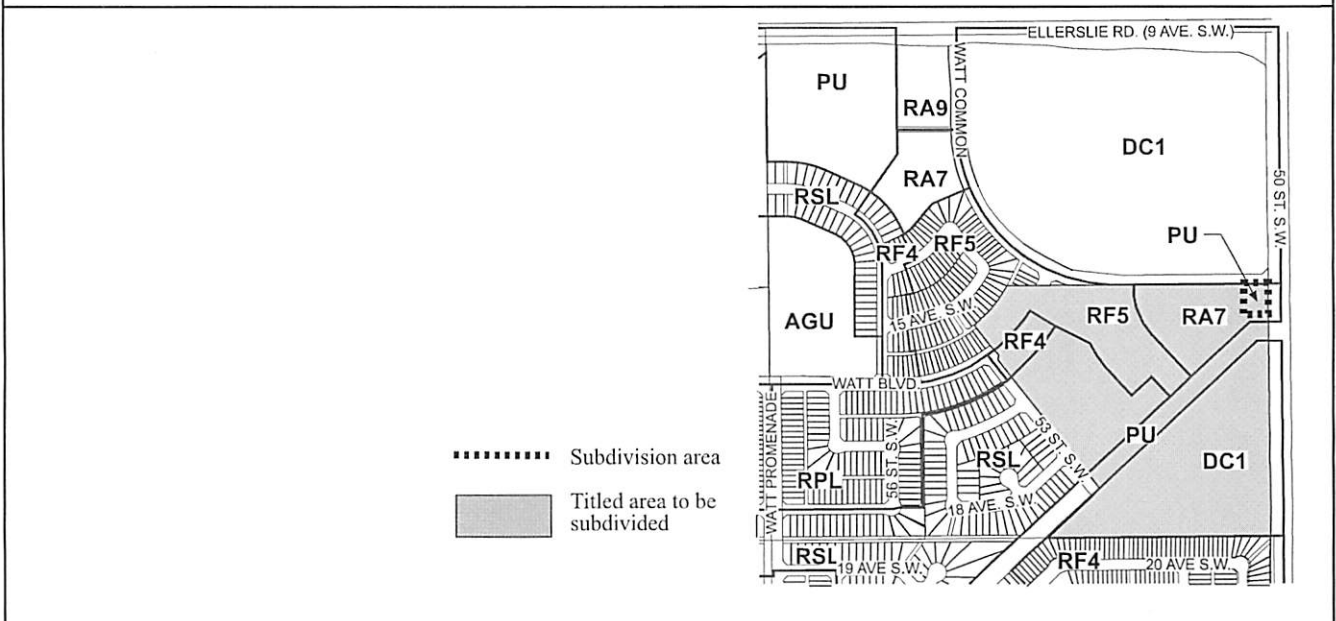 ELLERSLIE RD. (9 AVE. S.W.)
PU
RA9
WATT COMMON
DC1
RA7
50 ST. S.W.
RSL
PU
RF4
RF5
15 AVE. S.W.
AGU
RF5
RA7
RF4
WATT BLVD.
WATT PROMENADE
56 ST. S.W.
53 ST. S.W.
PU
Subdivision area
RSL
DC1
RPL
Titled area to be
subdivided
18 AVE. S.W.
RSL
19 AVE S.W.
RF4
20 AVE S.W.